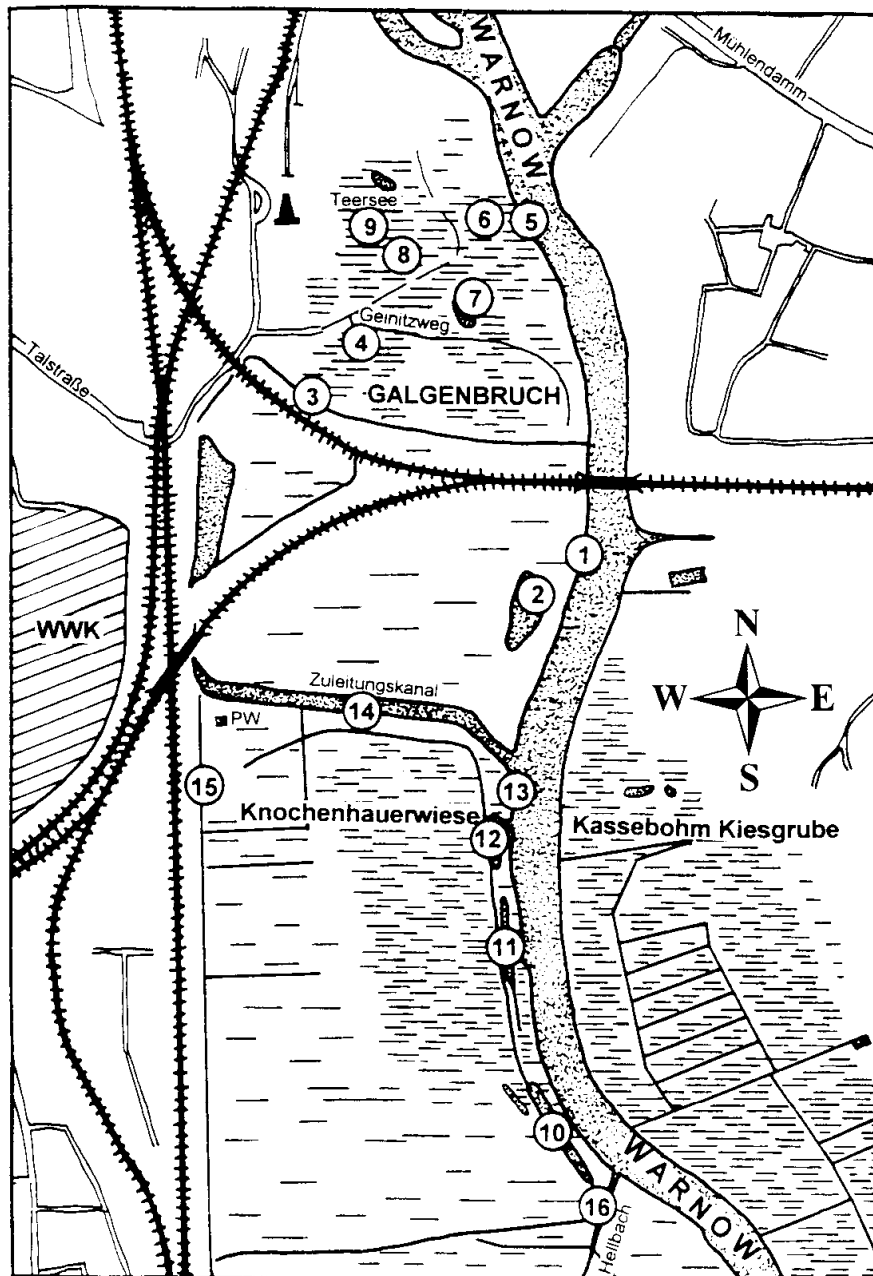 WARNOW
Mühlendamm
Teersee
9
8
6
5
7
Geinitzweg
4
Talstraße
3
GALGENBRUCH
1
2
WWK
N
W E
S
Zuleitungskanal
14
PW
15
13
Knochenhauerwiese
12
Kassebohm Kiesgrube
11
10
WARNOW
16
Hellbach